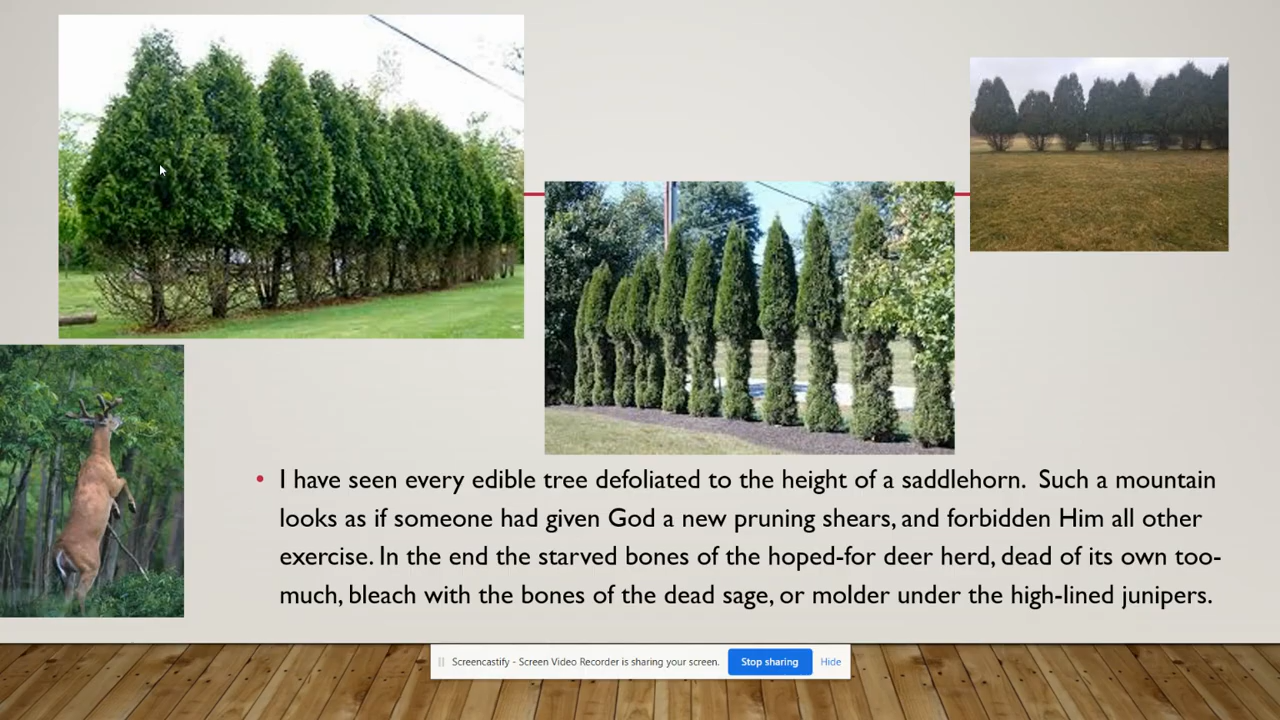 • I have seen every edible tree defoliated to the height of a saddlehorn. Such a mountain
looks as if someone had given God a new pruning shears, and forbidden Him all other
exercise. In the end the starved bones of the hoped-for deer herd, dead of its own too-
much, bleach with the bones of the dead sage, or molder under the high-lined junipers.
Screencastify - Screen Video Recorder is sharing your screen. Stop sharing Hide